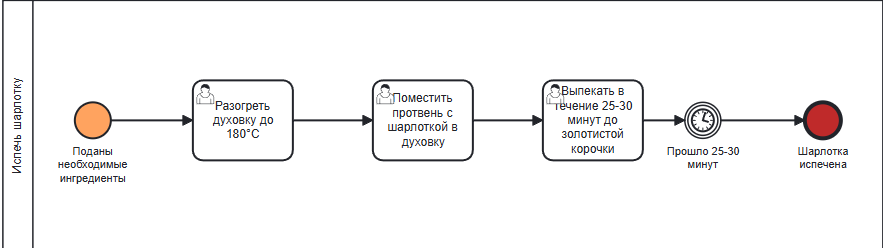 Испечь шарлотку
Поданы
необходимые
ингредиенты
Разогреть
духовку до
180°C
Поместить
протвень с
шарлоткой в
духовку
Выпекать в
течение 25-30
минут до
золотистой
корочки
Прошло 25-30
минут
Шарлотка
испечена